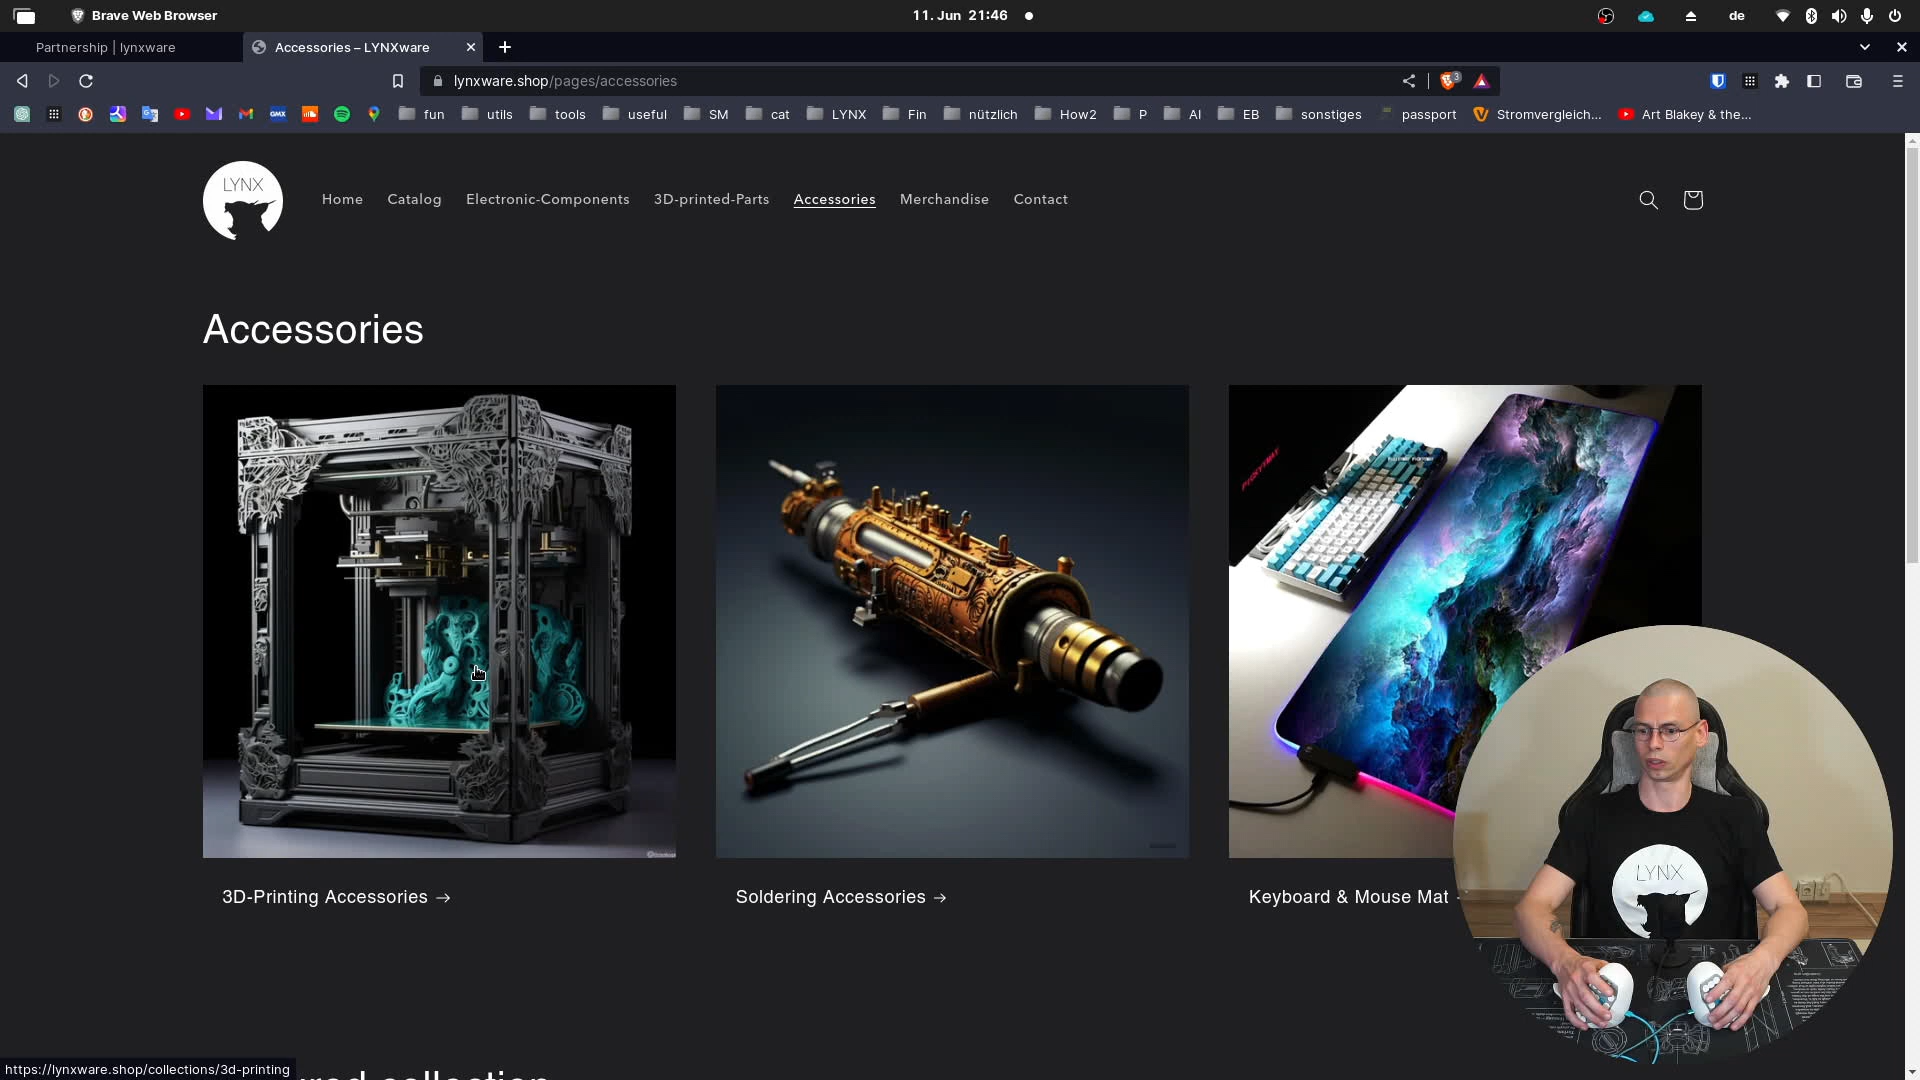 Brave Web Browser
11. Jun 21:46
de
Partnership | lynxware
Accessories – LYNXware
lynxware.shop/pages/accessories
3
GMX
fun
utils
tools
useful
SM
cat
LYNX
Fin
nützlich
How2
P
AI
EB
sonstiges
passport
Stromvergleich...
Art Blakey & the...
LYNX
Home
Catalog
Electronic-Components
3D-printed-Parts
Accessories
Merchandise
Contact
Accessories
3D-Printing Accessories →
Soldering Accessories →
Keyboard & Mouse Mat
LYNX
collection
https://lynxware.shop/collections/3d-printing